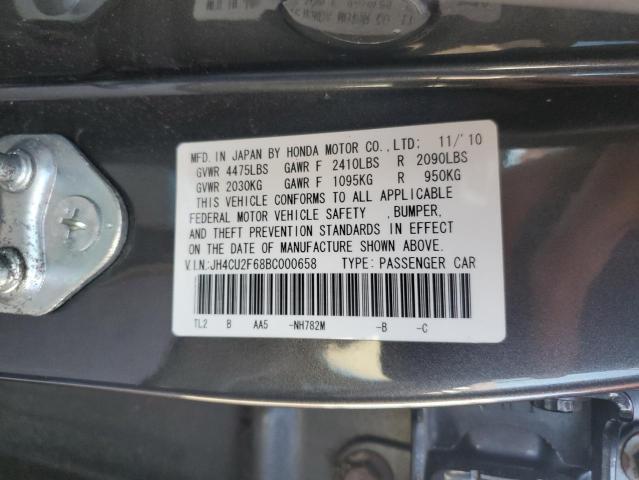 MFD. IN JAPAN BY HONDA MOTOR CO., LTD; 11/'10
GVWR 4475LBS GAWR F 2410LBS R 2090LBS
GVWR 2030KG GAWR F 1095KG R 950KG
THIS VEHICLE CONFORMS TO ALL APPLICABLE
FEDERAL MOTOR VEHICLE SAFETY ,BUMPER,
AND THEFT PREVENTION STANDARDS IN EFFECT
ON THE DATE OF MANUFACTURE SHOWN ABOVE.
V.I.N.:JH4CU2F68BC000658 TYPE: PASSENGER CAR
TL2 B AA5 -NH782M -B -C